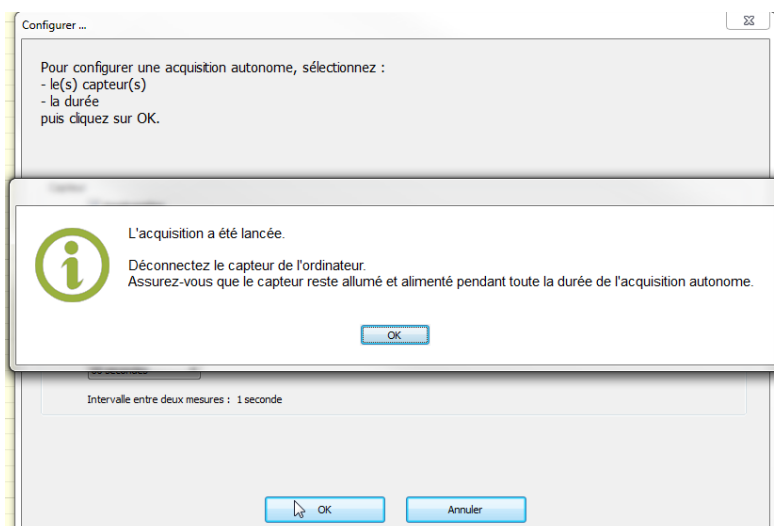 Configurer ...
Pour configurer une acquisition autonome, sélectionnez :
- le(s) capteur(s)
- la durée
puis cliquez sur OK.
Capteur
L'acquisition a été lancée.
Déconnectez le capteur de l'ordinateur.
Assurez-vous que le capteur reste allumé et alimenté pendant toute la durée de l'acquisition autonome.
OK
Intervalle entre deux mesures : 1 seconde
OK
Annuler